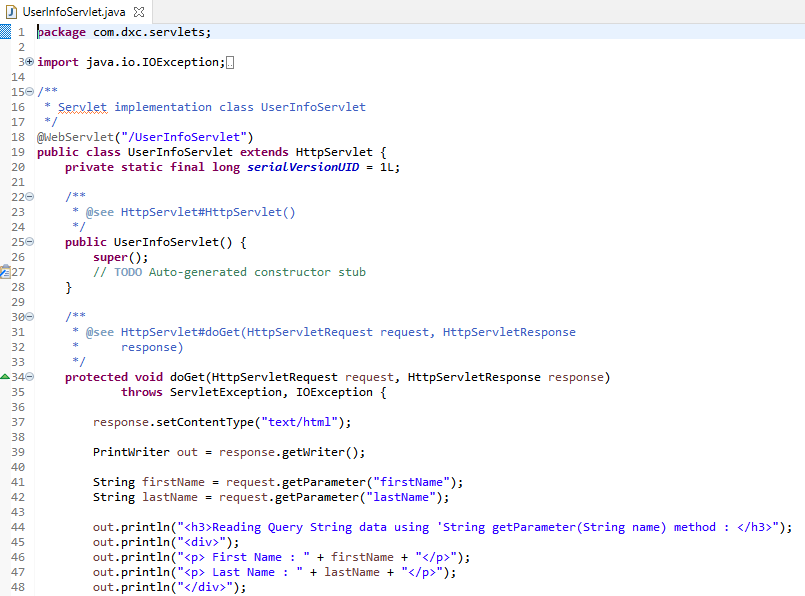 UserInfoServlet.java
1 package com.dxc.servlets;
2
3 import java.io.IOException;
14
15 /**
16  * Servlet implementation class UserInfoServlet
17  */
18 @WebServlet("/UserInfoServlet")
19 public class UserInfoServlet extends HttpServlet {
20     private static final long serialVersionUID = 1L;
21
22     /**
23      * @see HttpServlet#HttpServlet()
24      */
25     public UserInfoServlet() {
26         super();
27         // TODO Auto-generated constructor stub
28     }
29
30     /**
31      * @see HttpServlet#doGet(HttpServletRequest request, HttpServletResponse
32      *      response)
33      */
34     protected void doGet(HttpServletRequest request, HttpServletResponse response)
35             throws ServletException, IOException {
36
37         response.setContentType("text/html");
38
39         PrintWriter out = response.getWriter();
40
41         String firstName = request.getParameter("firstName");
42         String lastName = request.getParameter("lastName");
43
44         out.println("<h3>Reading Query String data using 'String getParameter(String name) method : </h3>");
45         out.println("<div>");
46         out.println("<p> First Name : " + firstName + "</p>");
47         out.println("<p> Last Name : " + lastName + "</p>");
48         out.println("</div>");